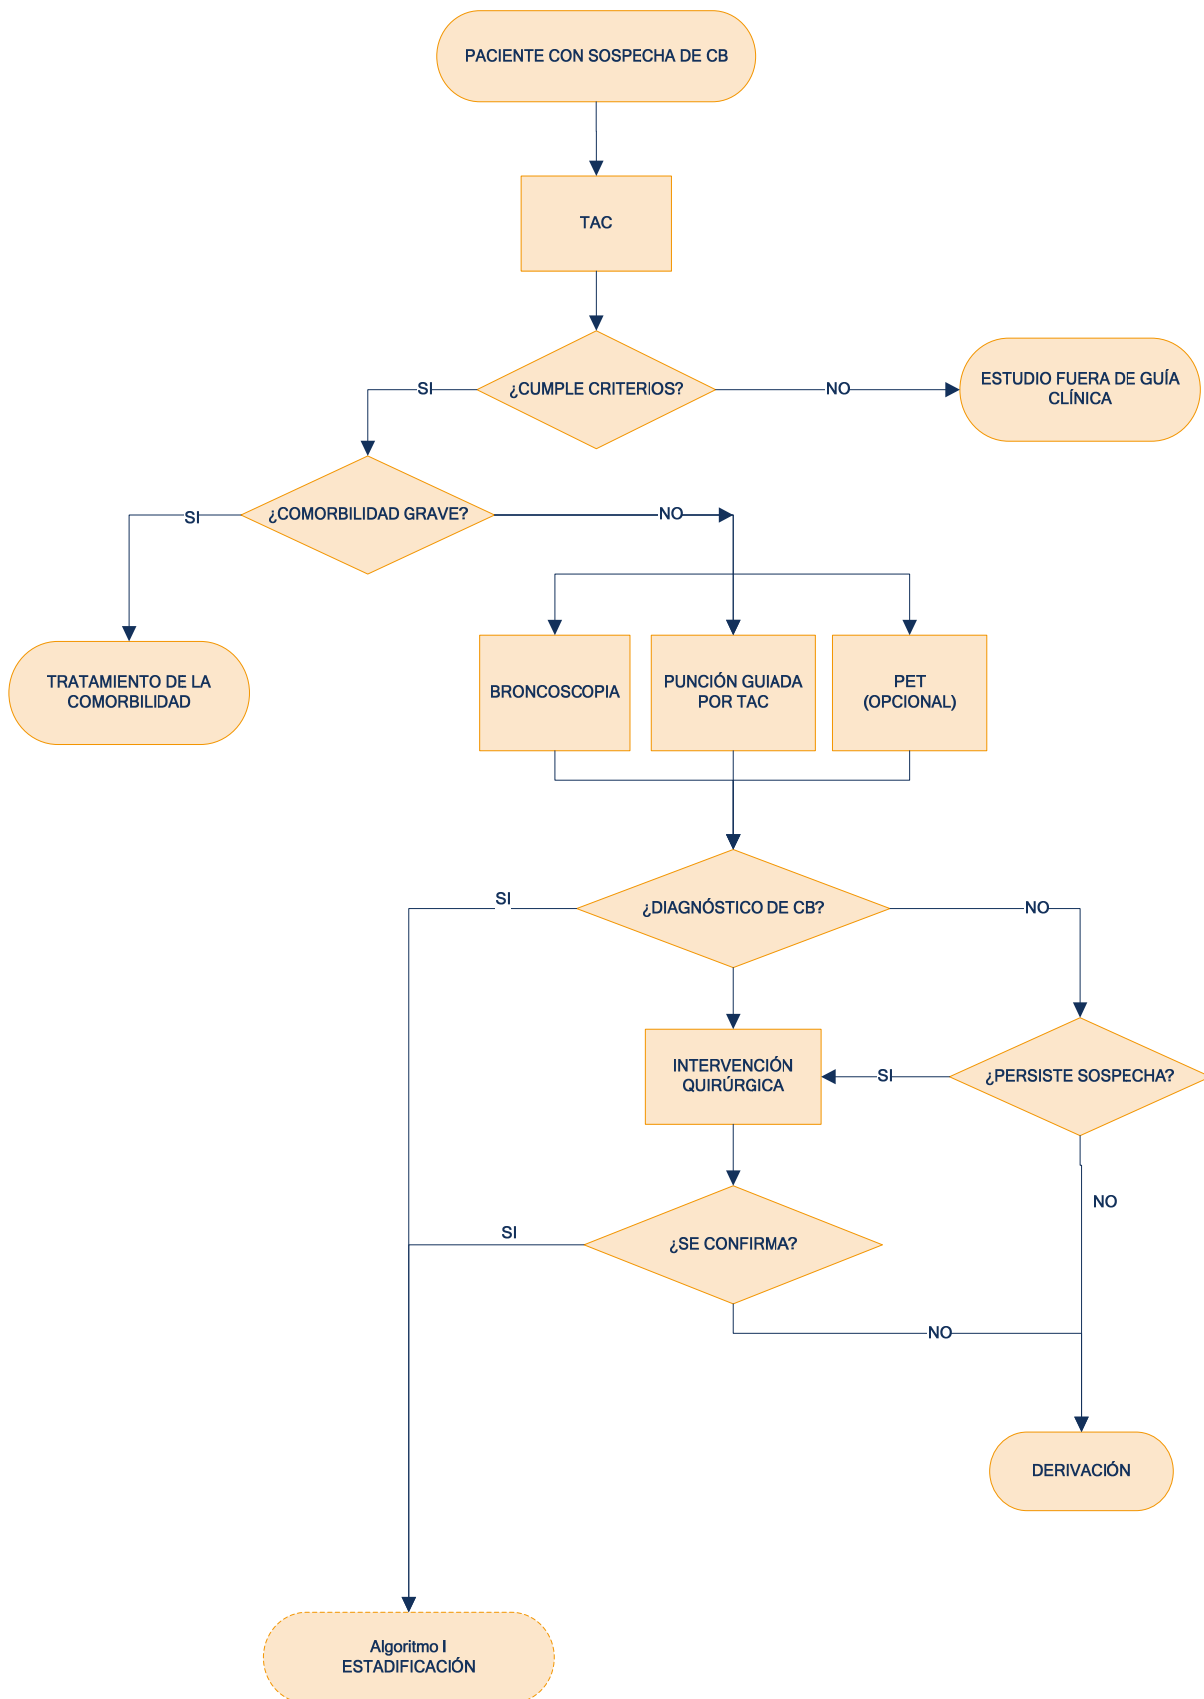 PACIENTE CON SOSPECHA DE CB
TAC
¿CUMPLE CRITERIOS?
SI
NO
ESTUDIO FUERA DE GUÍA
CLÍNICA
¿COMORBILIDAD GRAVE?
SI
NO
TRATAMIENTO DE LA
COMORBILIDAD
BRONCOSCOPIA
PUNCIÓN GUIADA
POR TAC
PET
(OPCIONAL)
¿DIAGNÓSTICO DE CB?
SI
NO
INTERVENCIÓN
QUIRÚRGICA
SI
¿PERSISTE SOSPECHA?
NO
SI
¿SE CONFIRMA?
NO
DERIVACIÓN
Algoritmo I
ESTADIFICACIÓN